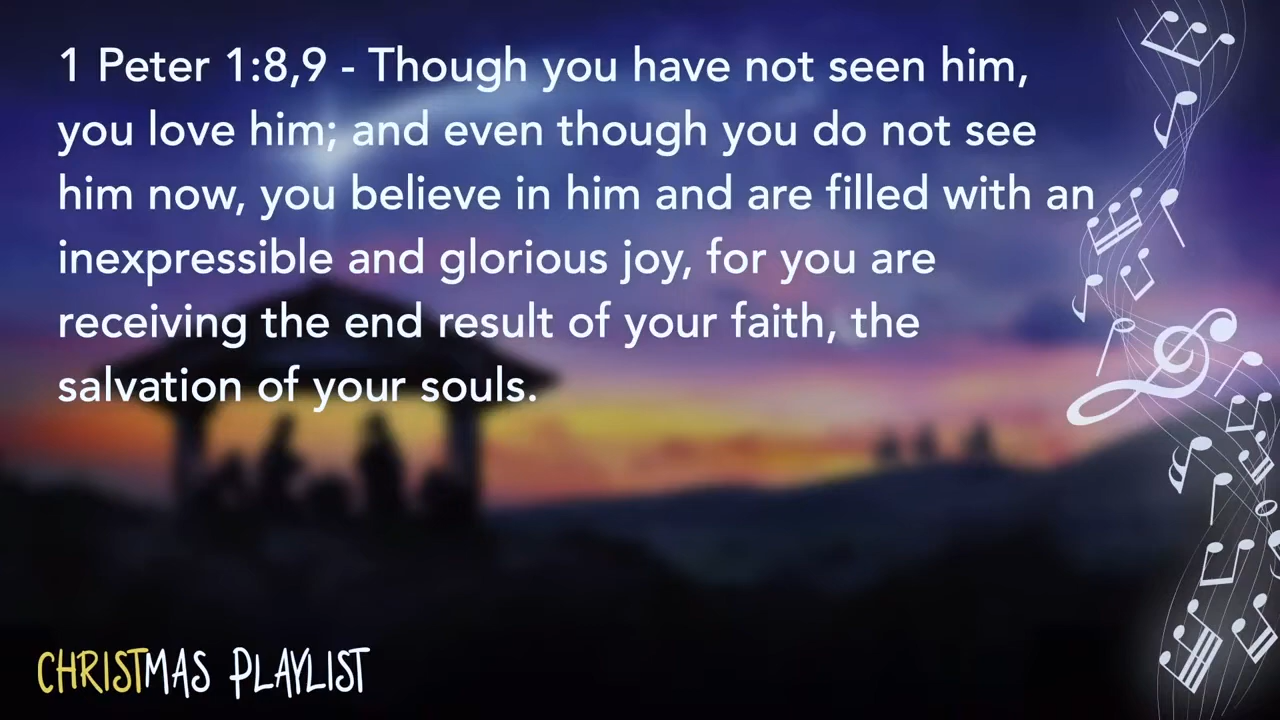 1 Peter 1:8,9 - Though you have not seen him,
you love him; and even though you do not see
him now, you believe in him and are filled with an
inexpressible and glorious joy, for you are
receiving the end result of your faith, the
salvation of your souls.
CHRISTMAS PLAYLIST